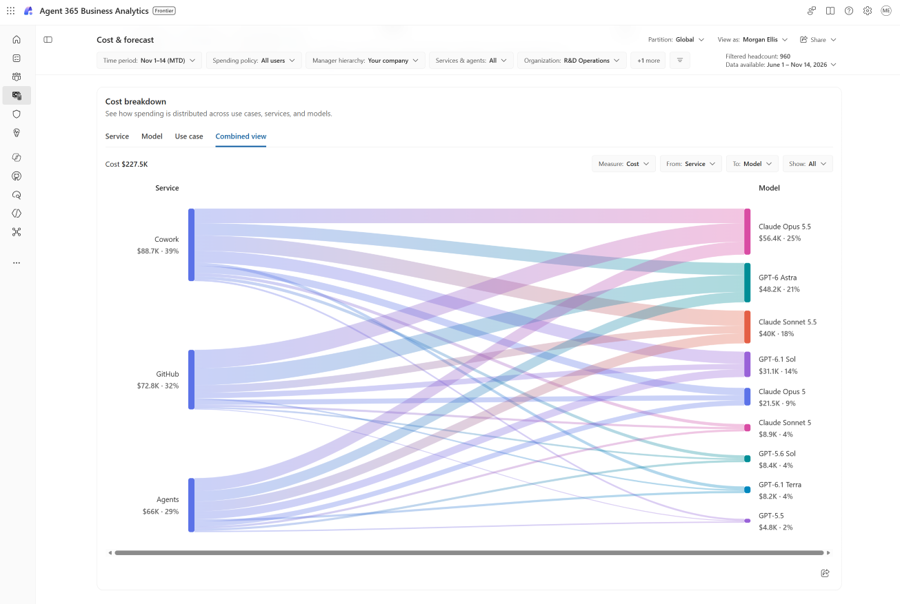 Agent 365 Business Analytics Frontier
ME
Cost & forecast
Partition: Global
View as: Morgan Ellis
Share
Time period: Nov 1–14 (MTD)
Spending policy: All users
Manager hierarchy: Your company
Services & agents: All
Organization: R&D Operations
+1 more
Filtered headcount: 960
Data available: June 1 – Nov 14, 2026
Cost breakdown
See how spending is distributed across use cases, services, and models.
Service
Model
Use case
Combined view
Cost $227.5K
Measure: Cost
From: Service
To: Model
Show: All
Service
Model
Cowork
$88.7K · 39%
GitHub
$72.8K · 32%
Agents
$66K · 29%
Claude Opus 5.5
$56.4K · 25%
GPT-6 Astra
$48.2K · 21%
Claude Sonnet 5.5
$40K · 18%
GPT-6.1 Sol
$31.1K · 14%
Claude Opus 5
$21.5K · 9%
Claude Sonnet 5
$8.9K · 4%
GPT-5.6 Sol
$8.4K · 4%
GPT-6.1 Terra
$8.2K · 4%
GPT-5.5
$4.8K · 2%